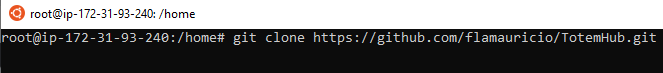 root@ip-172-31-93-240: /home
root@ip-172-31-93-240:/home# git clone https://github.com/flamauricio/TotemHub.git